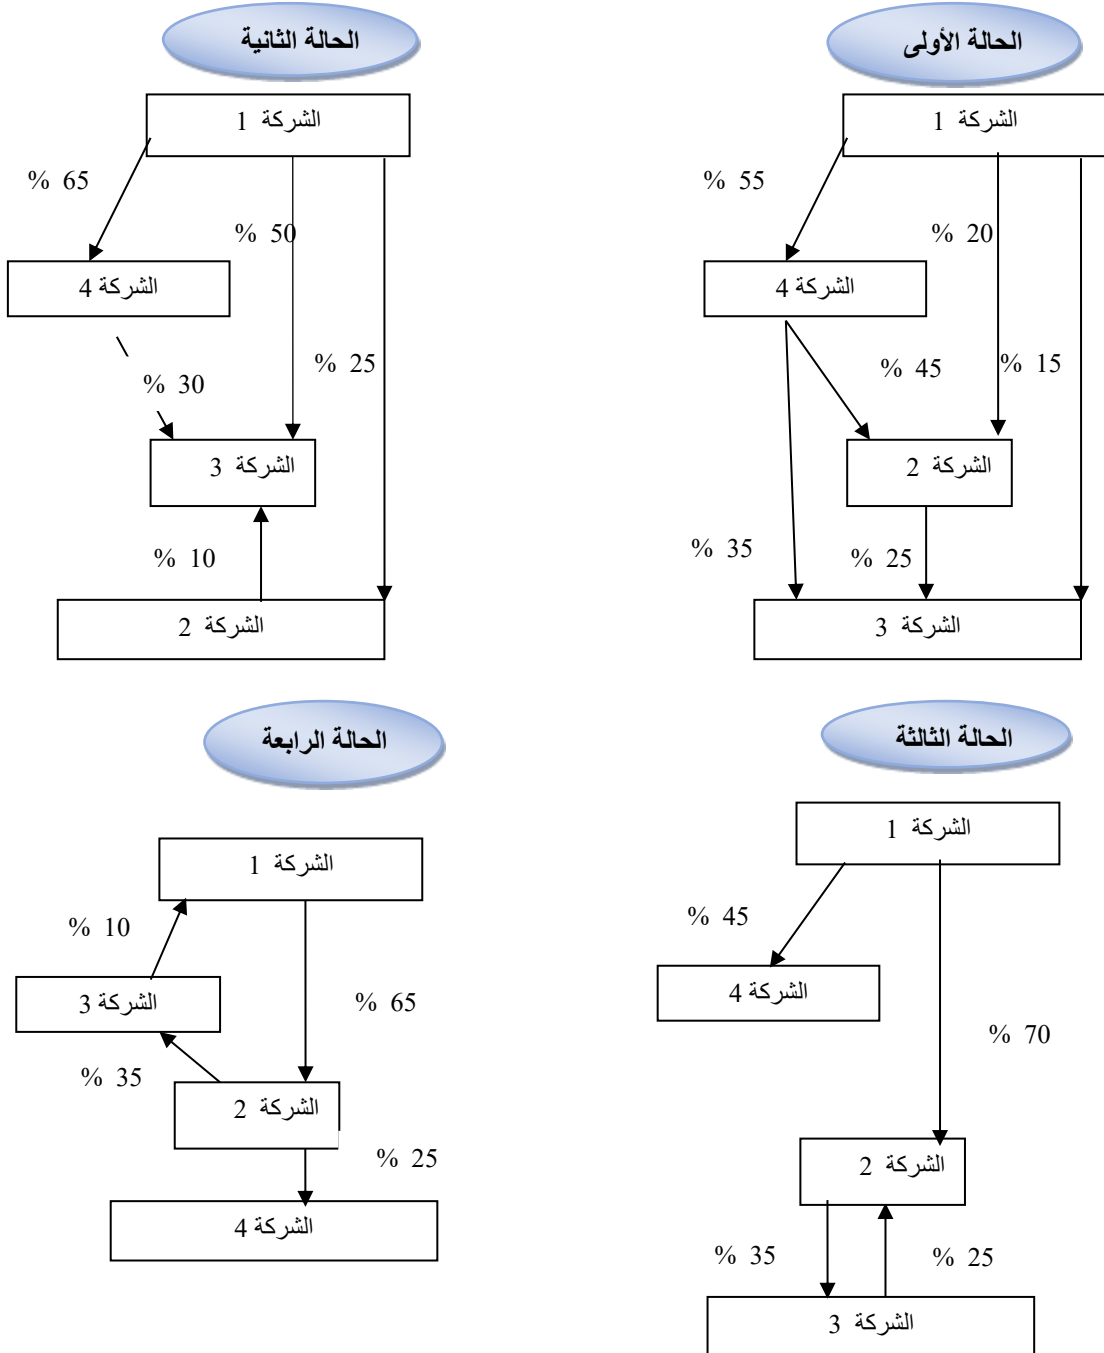 الحالة الأولى
الشركة 1
% 55
% 20
الشركة 4
% 45
% 15
الشركة 2
% 35
% 25
الشركة 3
الحالة الثانية
الشركة 1
% 65
% 50
الشركة 4
% 25
% 30
الشركة 3
% 10
الشركة 2
الحالة الثالثة
الشركة 1
% 45
الشركة 4
% 70
الشركة 2
% 35
% 25
الشركة 3
الحالة الرابعة
الشركة 1
% 10
الشركة 3
% 65
% 35
الشركة 2
% 25
الشركة 4